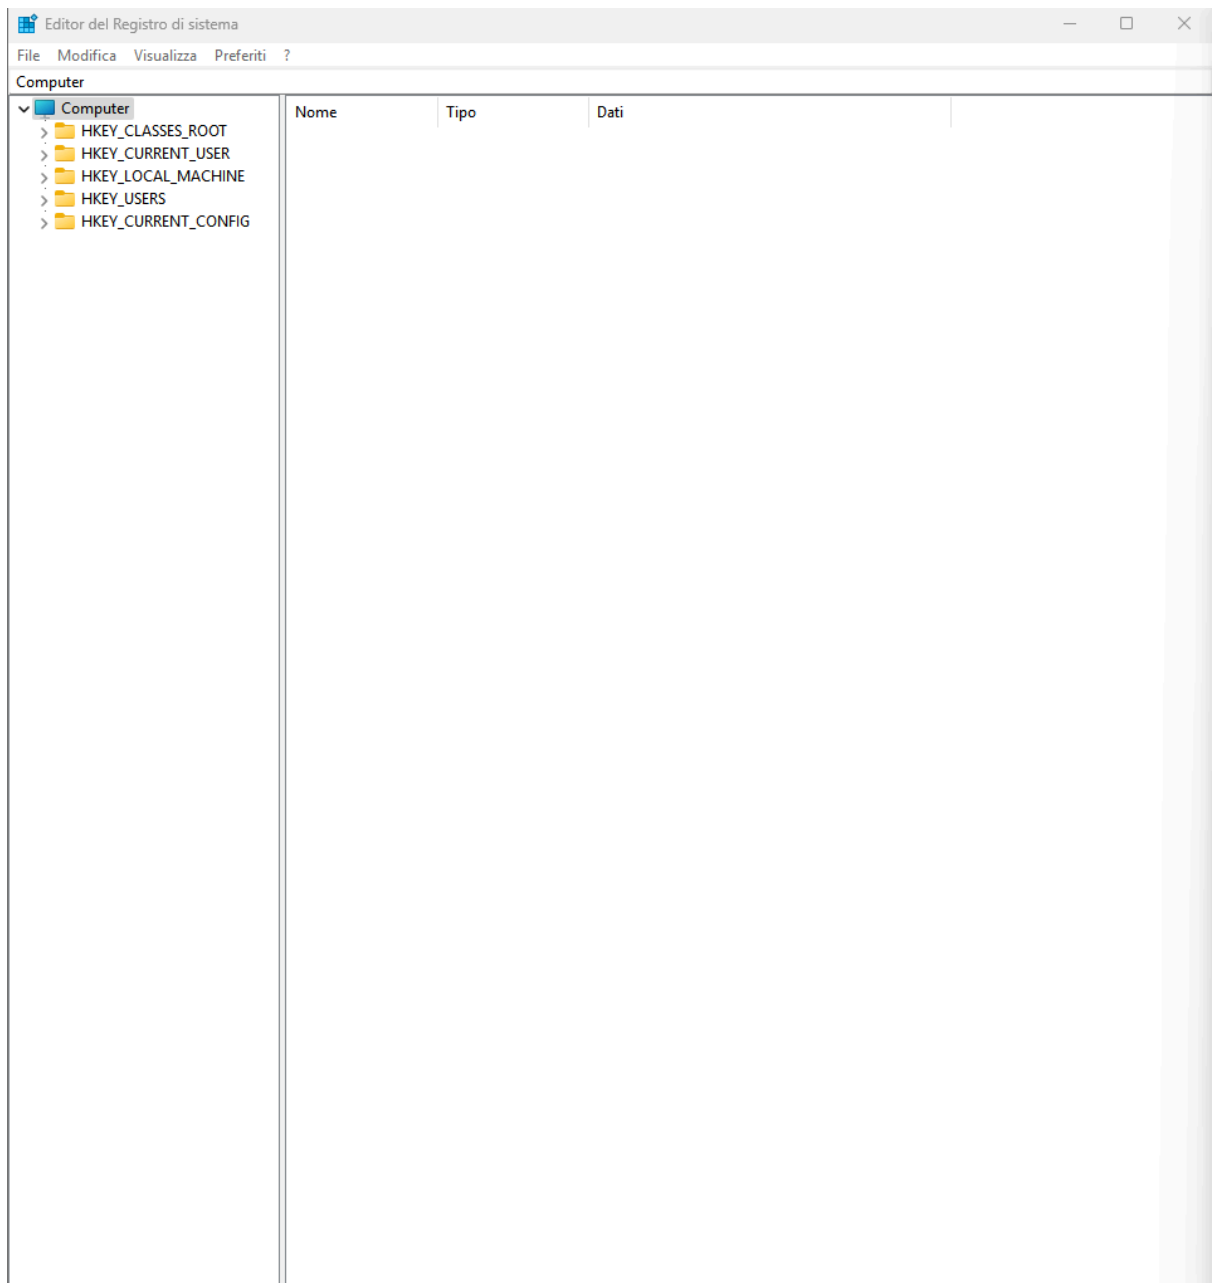 Editor del Registro di sistema
File Modifica Visualizza Preferiti ?
Computer
Computer
HKEY_CLASSES_ROOT
HKEY_CURRENT_USER
HKEY_LOCAL_MACHINE
HKEY_USERS
HKEY_CURRENT_CONFIG
Nome Tipo Dati